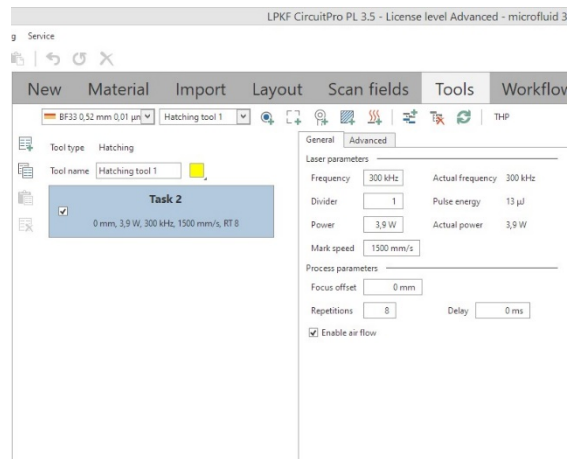 LPKF CircuitPro PL 3.5 - License level Advanced - microfluid 3
g Service
New Material Import Layout Scan fields Tools Workflow
BF33 0,52 mm 0,01 µm Hatching tool 1 THP
Tool type Hatching
Tool name Hatching tool 1
Task 2
0 mm, 3,9 W, 300 kHz, 1500 mm/s, RT 8
General Advanced
Laser parameters
Frequency 300 kHz Actual frequency 300 kHz
Divider 1 Pulse energy 13 µJ
Power 3,9 W Actual power 3,9 W
Mark speed 1500 mm/s
Process parameters
Focus offset 0 mm
Repetitions 8 Delay 0 ms
Enable air flow